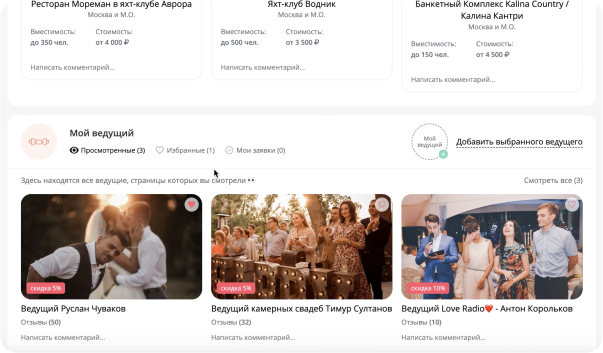 Ресторан Мореман в яхт-клубе Аврора
Москва и М.О.
Вместимость: Стоимость:
до 350 чел. от 4 000 ₽
Написать комментарий...
Яхт-клуб Водник
Москва и М.О.
Вместимость: Стоимость:
до 500 чел. от 3 500 ₽
Написать комментарий...
Банкетный Комплекс Kalina Country /
Калина Кантри
Москва и М.О.
Вместимость: Стоимость:
до 150 чел. от 4 500 ₽
Написать комментарий...
Мой ведущий
Просмотренные (3) Избранные (1) Мои заявки (0)
Мой
ведущий
Добавить выбранного ведущего
Здесь находятся все ведущие, страницы которых вы смотрели 👀
Смотреть все (3)
скидка 5%
Ведущий Руслан Чуваков
Отзывы (50)
Написать комментарий...
скидка 5%
Ведущий камерных свадеб Тимур Султанов
Отзывы (32)
Написать комментарий...
скидка 10%
Ведущий Love Radio❤️ - Антон Корольков
Отзывы (10)
Написать комментарий...